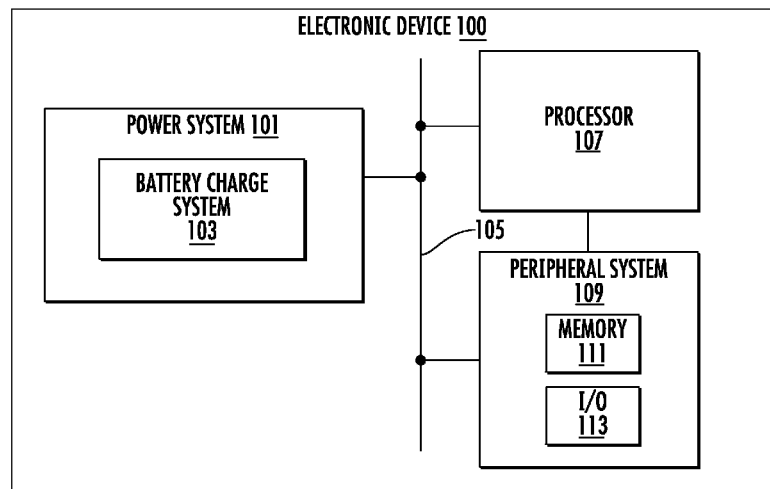 ELECTRONIC DEVICE 100
POWER SYSTEM 101
BATTERY CHARGE
SYSTEM
103
105
PROCESSOR
107
PERIPHERAL SYSTEM
109
MEMORY
111
I/O
113